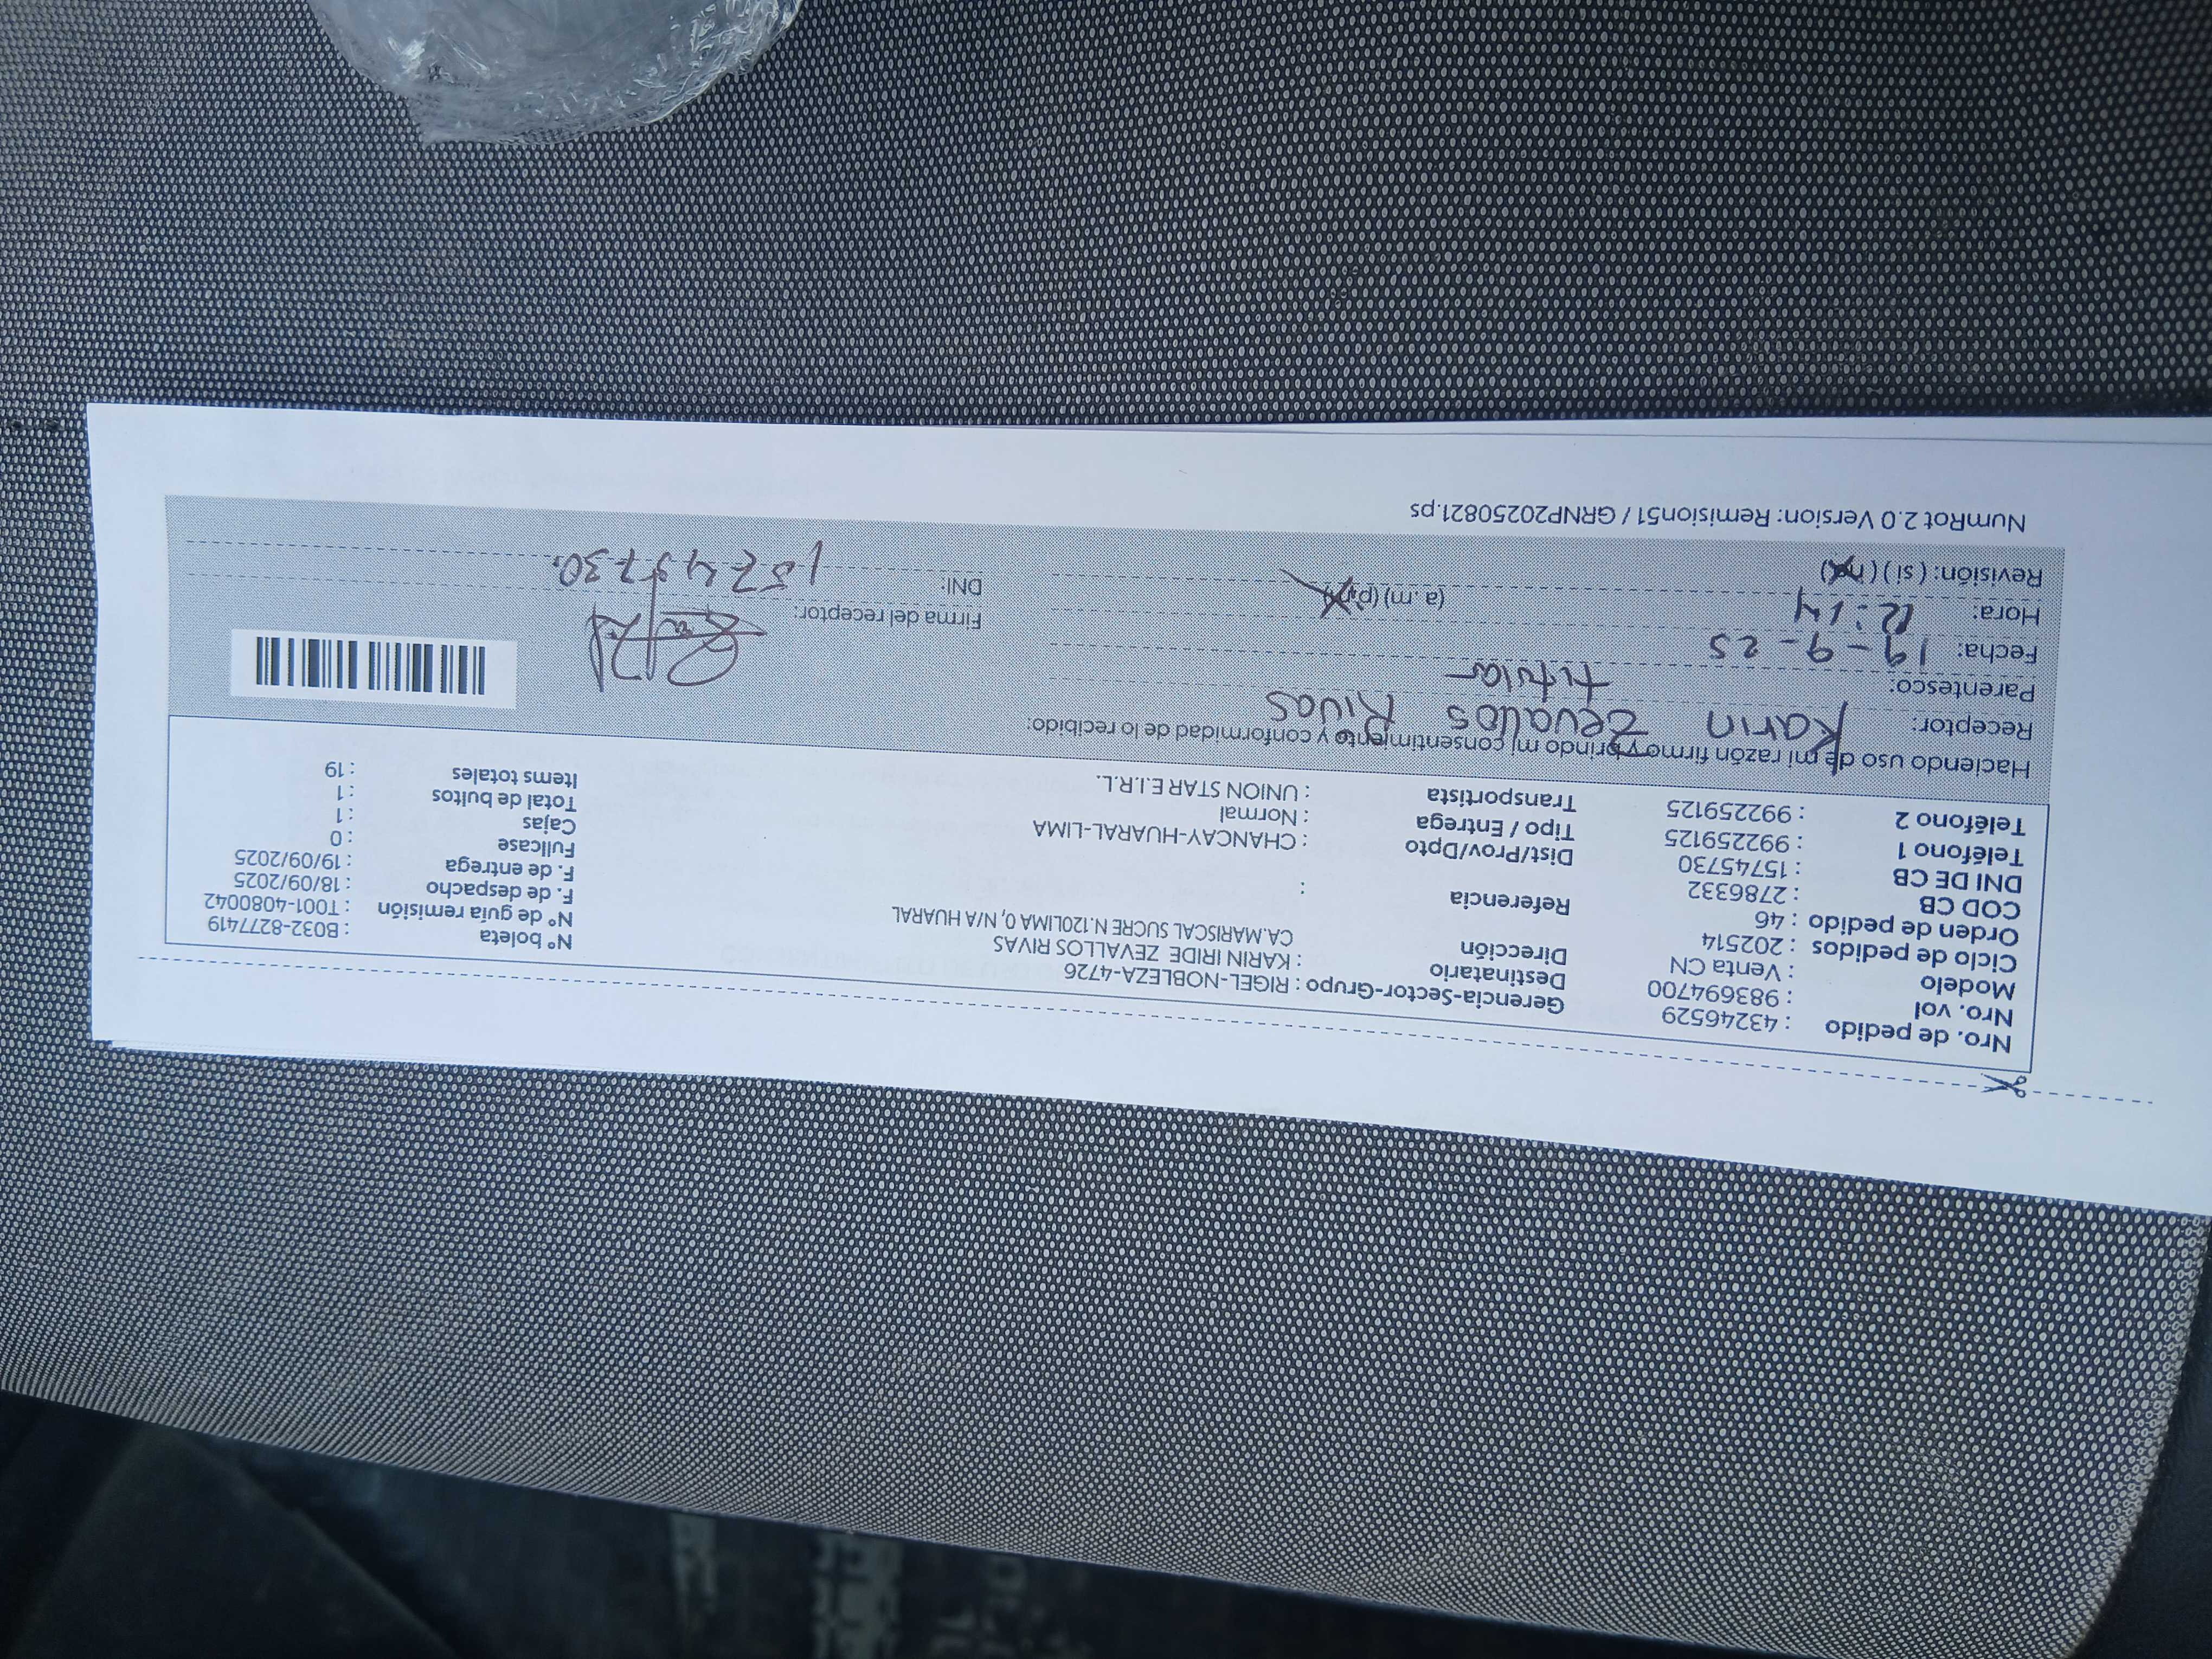 Nro. de pedido : 43246529
Nro. vol : 983694700
Modelo : Venta CN
Ciclo de pedidos : 202514
Orden de pedido : 46
COD CB : 2786332
DNI DE CB : 15745730
Teléfono 1 : 992259125
Teléfono 2 : 992259125
Gerencia-Sector-Grupo : RIGEL-NOBLEZA-4726
Destinatario : KARIN IRIDE ZEVALLOS RIVAS
Dirección CA.MARISCAL SUCRE N.120LIMA 0, N/A HUARAL
Referencia :
Dist/Prov/Dpto : CHANCAY-HUARAL-LIMA
Tipo / Entrega : Normal
Transportista : UNION STAR E.I.R.L.
N° boleta : B032-8277419
N° de guía remisión : T001-4080042
F. de despacho : 18/09/2025
F. de entrega : 19/09/2025
Fullcase : 0
Cajas : 1
Total de bultos : 1
Items totales : 19
Haciendo uso de mi razón firmo y brindo mi consentimiento y conformidad de lo recibido:
Receptor: Karin Zevallos Rivas
Parentesco: titular
Fecha: 19-9-25
Hora: 12:14 (a.m) (p.m)
Revisión: (si) (no)
Firma del receptor:
DNI: 15745730.
NumRot 2.0 Version: Remision51 / GRNP20250821.ps